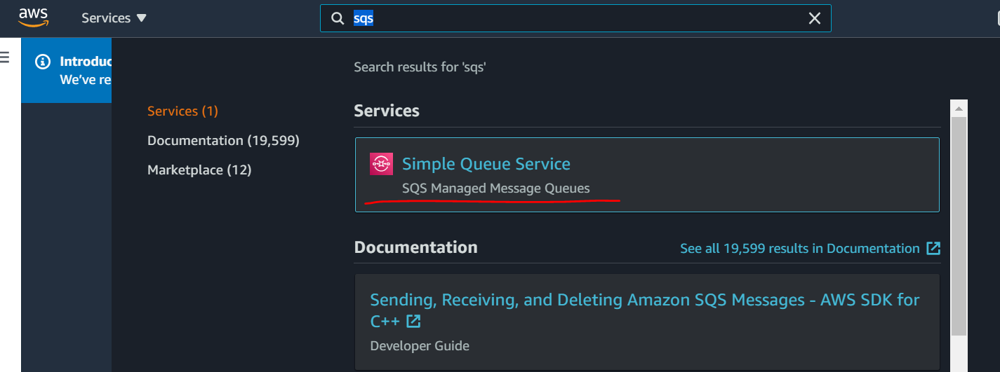 aws
Services ▼
sqs
Introduc
We've re
Search results for 'sqs'
Services (1)
Documentation (19,599)
Marketplace (12)
Services
Simple Queue Service
SQS Managed Message Queues
Documentation
See all 19,599 results in Documentation
Sending, Receiving, and Deleting Amazon SQS Messages - AWS SDK for
C++
Developer Guide